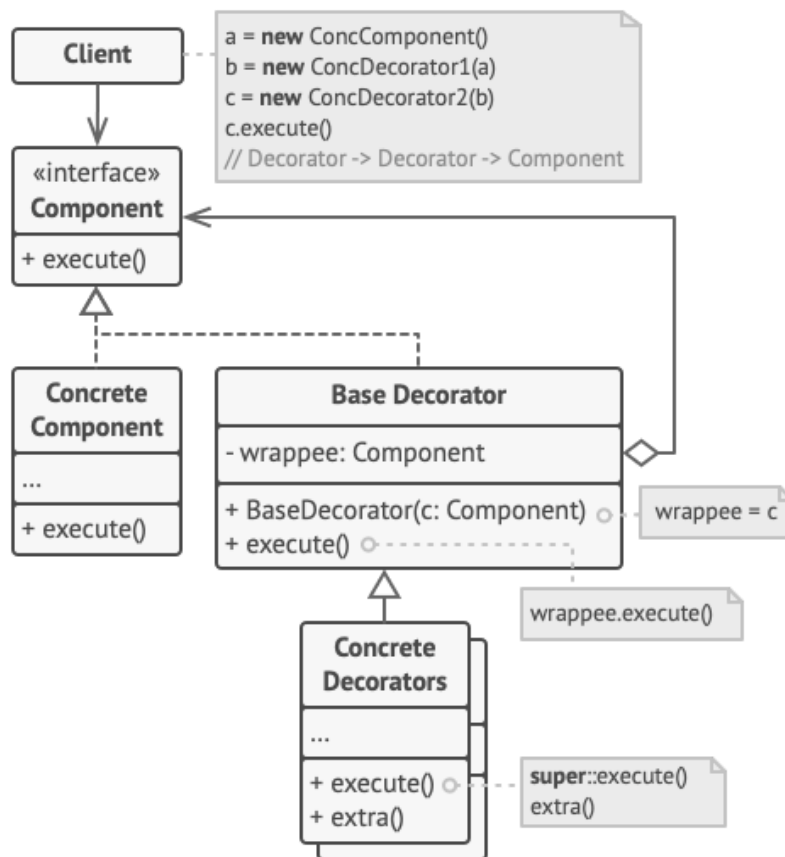 Client
a = new ConcComponent()
b = new ConcDecorator1(a)
c = new ConcDecorator2(b)
c.execute()
// Decorator -> Decorator -> Component
«interface»
Component
+ execute()
Concrete
Component
...
+ execute()
Base Decorator
- wrappee: Component
+ BaseDecorator(c: Component)
+ execute()
wrappee = c
wrappee.execute()
Concrete
Decorators
...
+ execute()
+ extra()
super::execute()
extra()